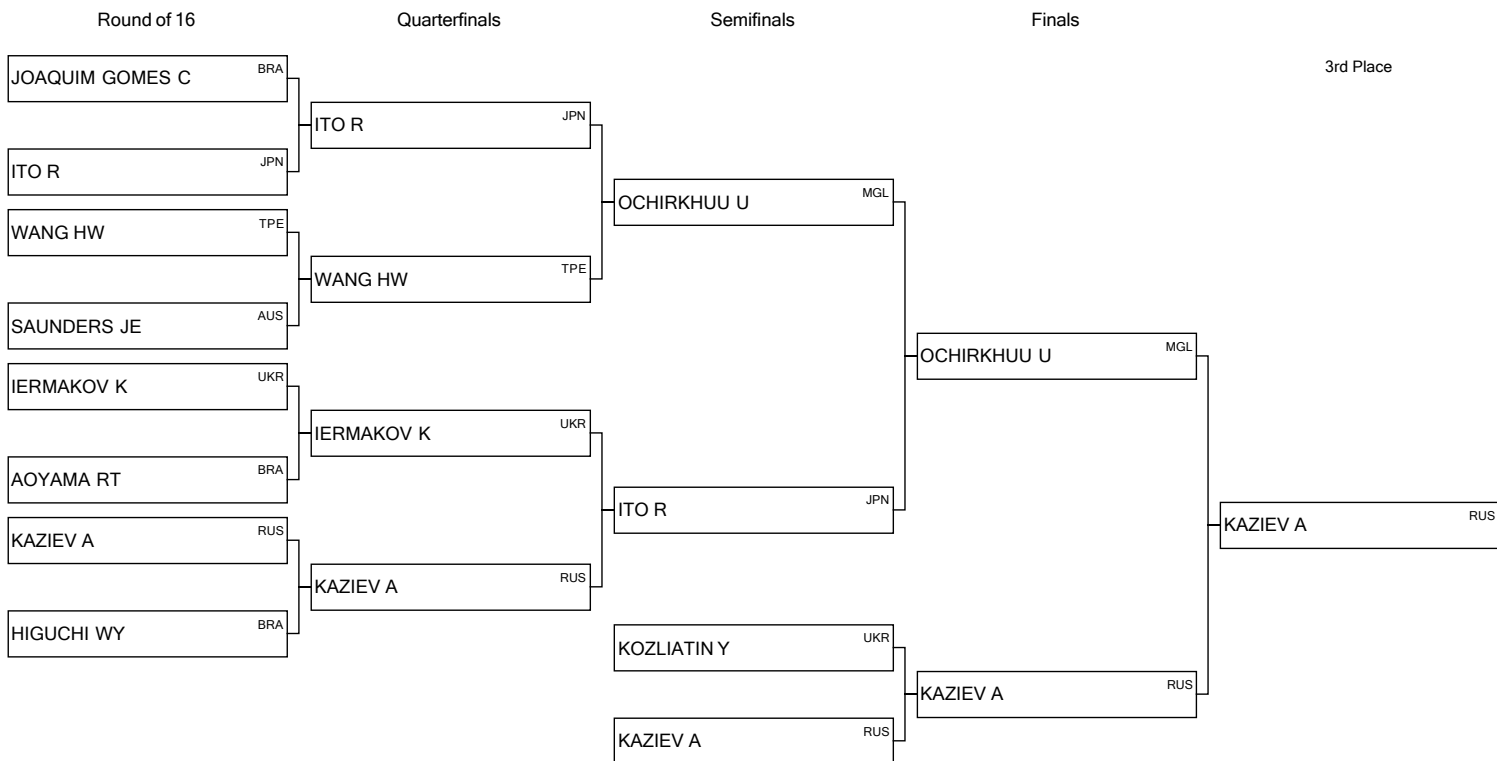 Round of 16
Quarterfinals
Semifinals
Finals
3rd Place
JOAQUIM GOMES C BRA
ITO R JPN
WANG HW TPE
SAUNDERS JE AUS
IERMAKOV K UKR
AOYAMA RT BRA
KAZIEV A RUS
HIGUCHI WY BRA
ITO R JPN
WANG HW TPE
IERMAKOV K UKR
KAZIEV A RUS
OCHIRKHUU U MGL
ITO R JPN
KOZLIATIN Y UKR
KAZIEV A RUS
OCHIRKHUU U MGL
KAZIEV A RUS
KAZIEV A RUS